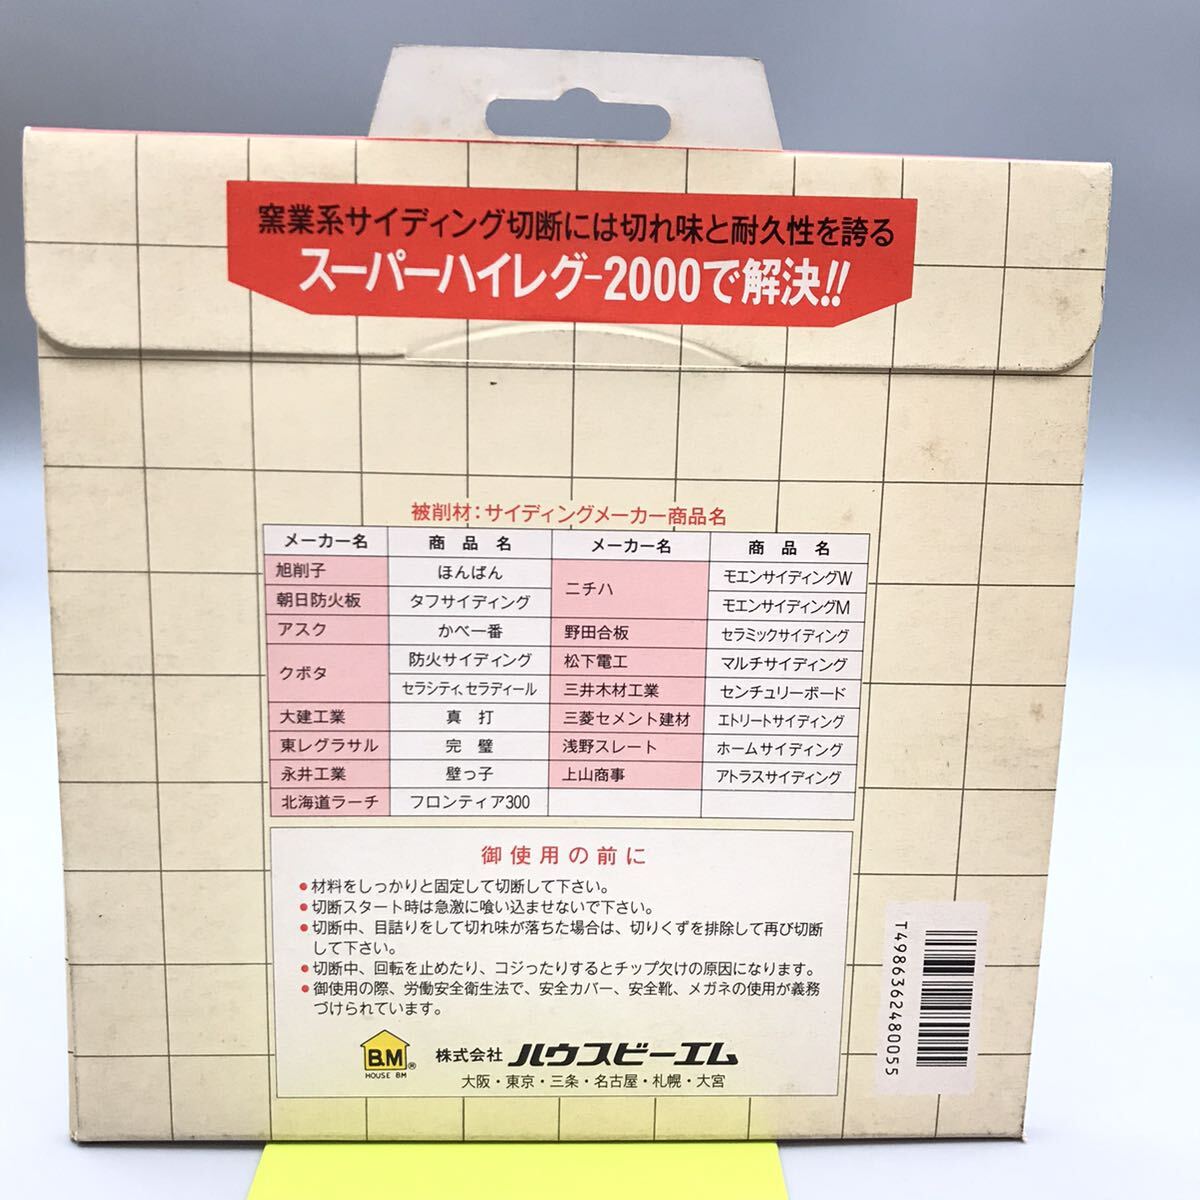 窯業系サイディング切断には切れ味と耐久性を誇る
スーパーハイレグ-2000で解決!!
被削材：サイディングメーカー商品名
メーカー名 商品名 メーカー名 商品名
旭削子 ほんばん ニチハ モエンサイディングW
朝日防火板 タフサイディング モエンサイディングM
アスク かべ一番 野田合板 セラミックサイディング
クボタ 防火サイディング 松下電工 マルチサイディング
セラシティ、セラディール 三井木材工業 センチュリーボード
大建工業 真打 三菱セメント建材 エトリートサイディング
東レグラサル 完璧 浅野スレート ホームサイディング
永井工業 壁っ子 上山商事 アトラスサイディング
北海道ラーチ フロンティア300
御使用の前に
●材料をしっかりと固定して切断して下さい。
●切断スタート時は急激に喰い込ませないで下さい。
●切断中、目詰りをして切れ味が落ちた場合は、切りくずを排除して再び切断
して下さい。
●切断中、回転を止めたり、コジったりするとチップ欠けの原因になります。
●御使用の際、労働安全衛生法で、安全カバー、安全靴、メガネの使用が義務
づけられています。
B.M ®
HOUSE BM
株式会社 ハウスビーエム
大阪・東京・三条・名古屋・札幌・大宮
T4986362480055